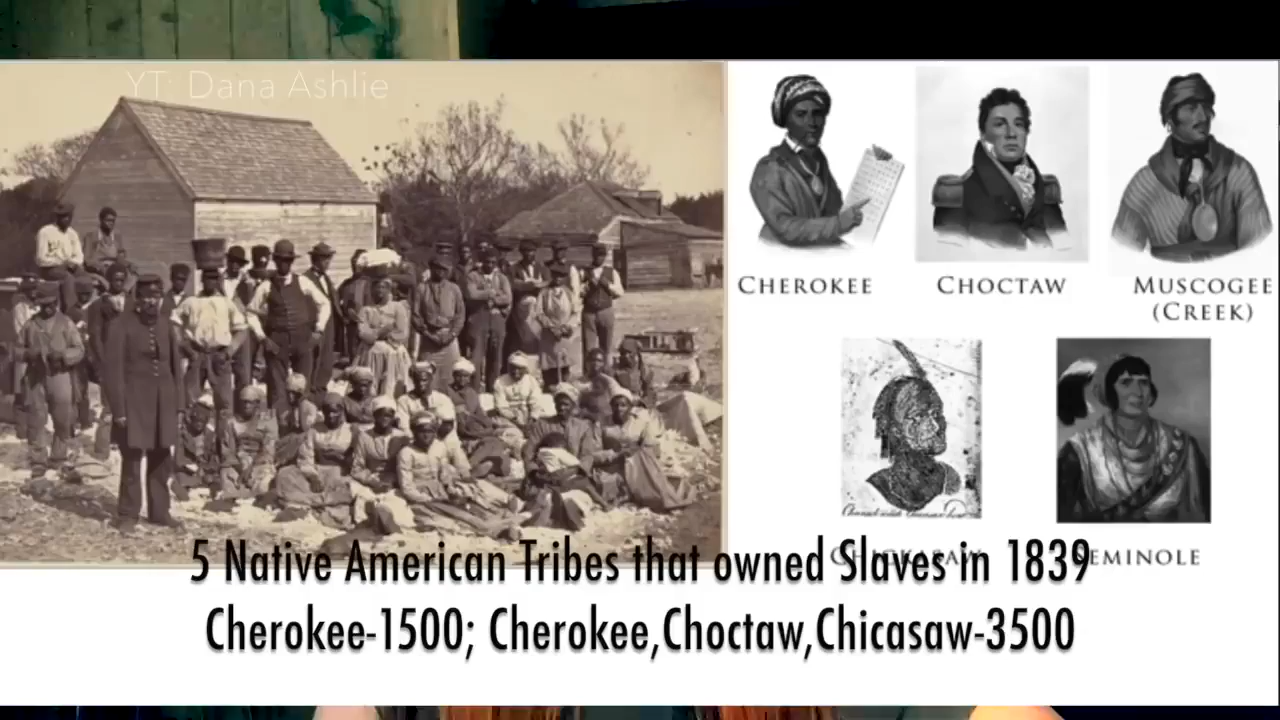 YT: Dana Ashlie
CHEROKEE
CHOCTAW
MUSCOGEE
(CREEK)
5 Native American Tribes that owned Slaves in 1839
CHICKASAW
SEMINOLE
Cherokee-1500; Cherokee,Choctaw,Chicasaw-3500